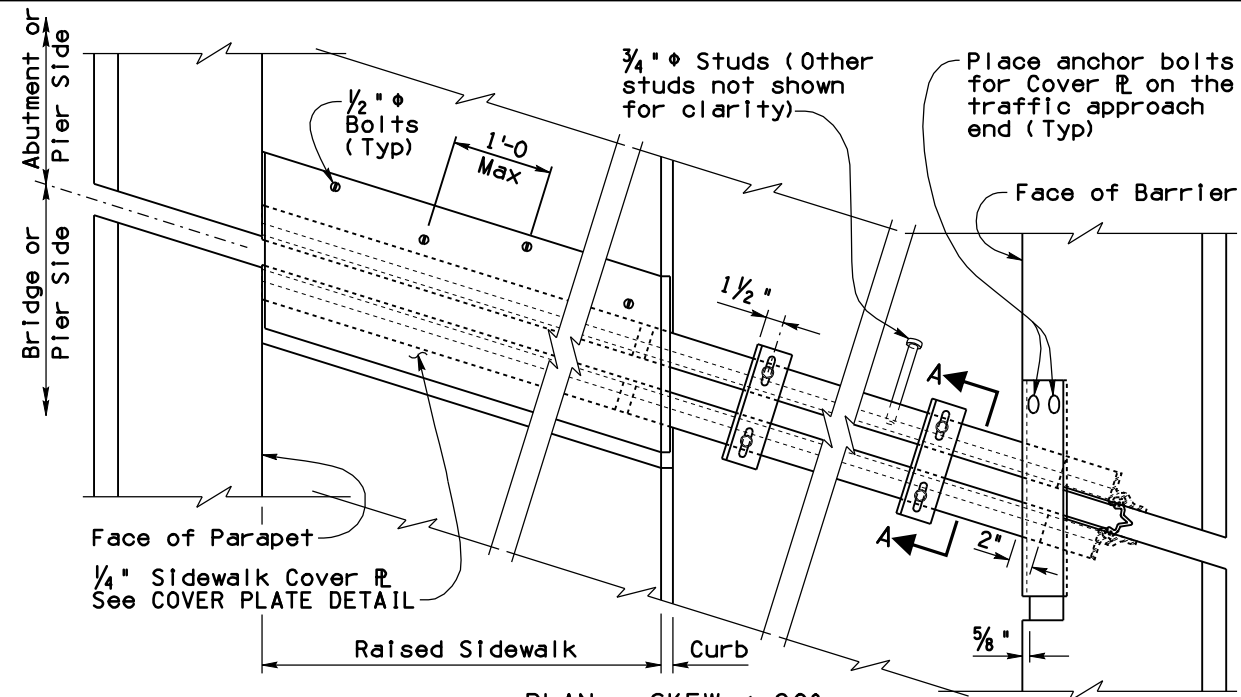 Abutment or
Pier Side
Bridge or
Pier Side
½" Φ
Bolts
(Typ)
1'-0
Max
¾" Φ Studs (Other
studs not shown
for clarity)
Place anchor bolts
for Cover ℞ on the
traffic approach
end (Typ)
Face of Barrier
1½"
A
A
2"
⅝"
Face of Parapet
¼" Sidewalk Cover ℞
See COVER PLATE DETAIL
Raised Sidewalk
Curb